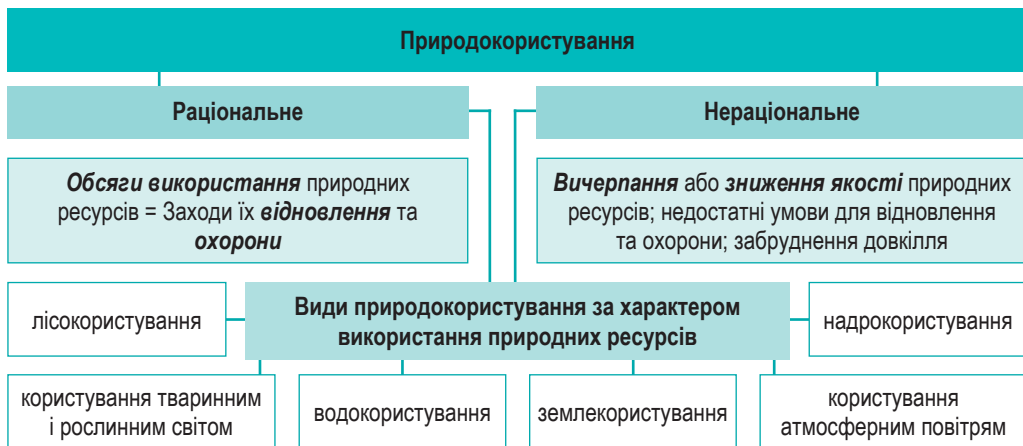 Природокористування
Раціональне
Нераціональне
Обсяги використання природних
ресурсів = Заходи їх відновлення та
охорони
Вичерпання або зниження якості природних
ресурсів; недостатні умови для відновлення
та охорони; забруднення довкілля
лісокористування
Види природокористування за характером
використання природних ресурсів
надрокористування
користування тваринним
і рослинним світом
водокористування
землекористування
користування
атмосферним повітрям